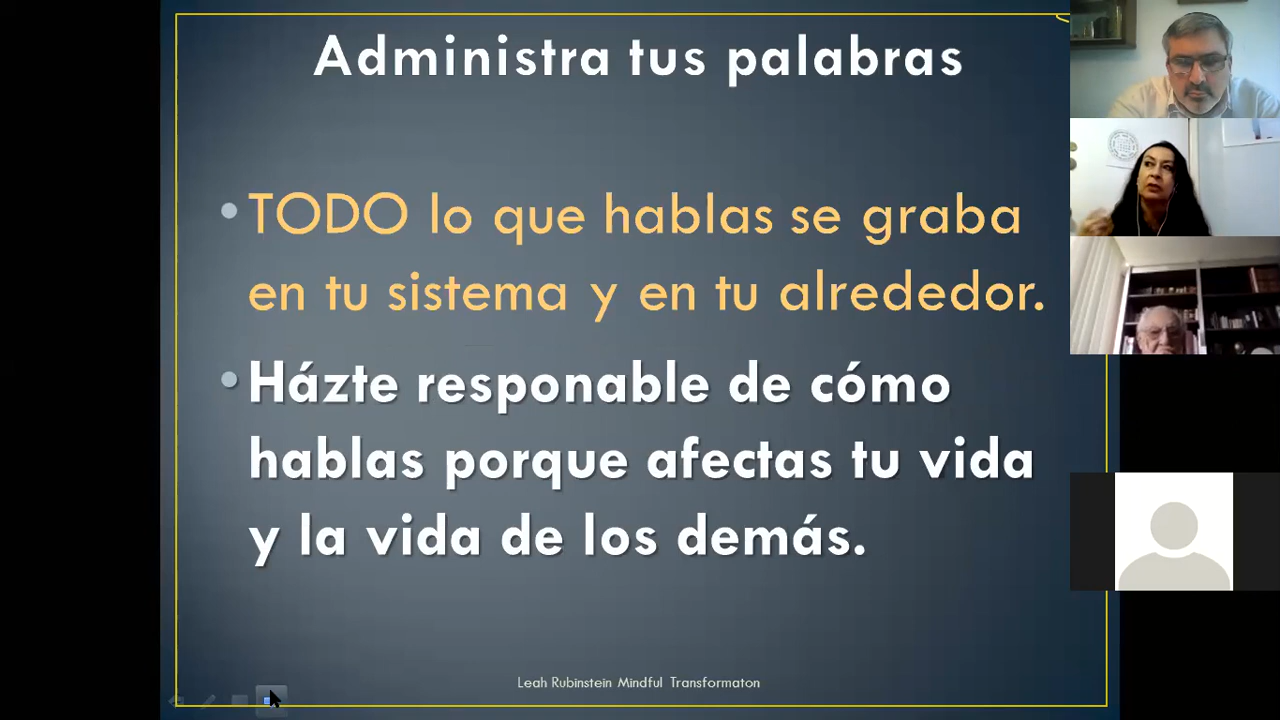 Administra tus palabras
• TODO lo que hablas se graba
en tu sistema y en tu alrededor.
• Házte responable de cómo
hablas porque afectas tu vida
y la vida de los demás.
Leah Rubinstein Mindful Transformaton